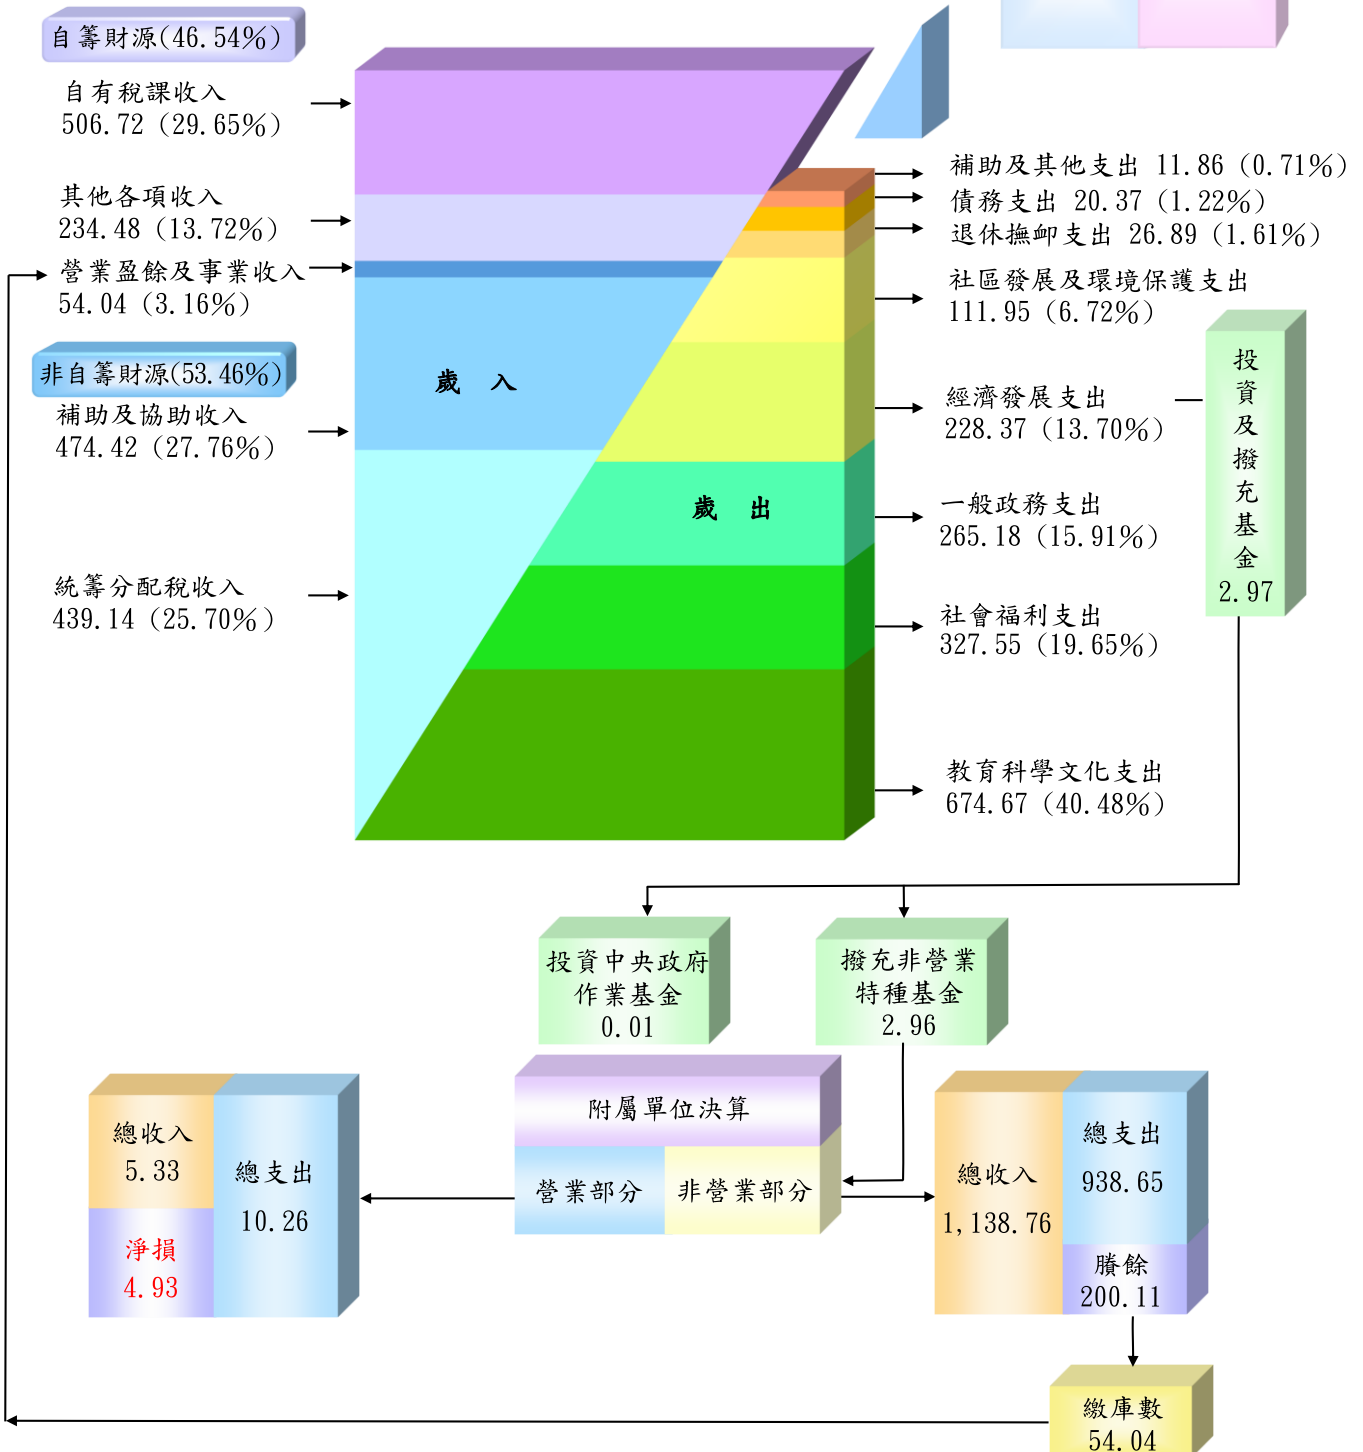 自籌財源(46.54%)
自有稅課收入
506.72 (29.65%)
其他各項收入
234.48 (13.72%)
營業盈餘及事業收入
54.04 (3.16%)
非自籌財源(53.46%)
補助及協助收入
474.42 (27.76%)
統籌分配稅收入
439.14 (25.70%)
歲 入
歲 出
補助及其他支出 11.86 (0.71%)
債務支出 20.37 (1.22%)
退休撫卹支出 26.89 (1.61%)
社區發展及環境保護支出
111.95 (6.72%)
經濟發展支出
228.37 (13.70%)
一般政務支出
265.18 (15.91%)
社會福利支出
327.55 (19.65%)
教育科學文化支出
674.67 (40.48%)
投
資
及
撥
充
基
金
2.97
投資中央政府
作業基金
0.01
撥充非營業
特種基金
2.96
附屬單位決算
營業部分
非營業部分
總收入
5.33
淨損
4.93
總支出
10.26
總收入
1,138.76
總支出
938.65
賸餘
200.11
繳庫數
54.04